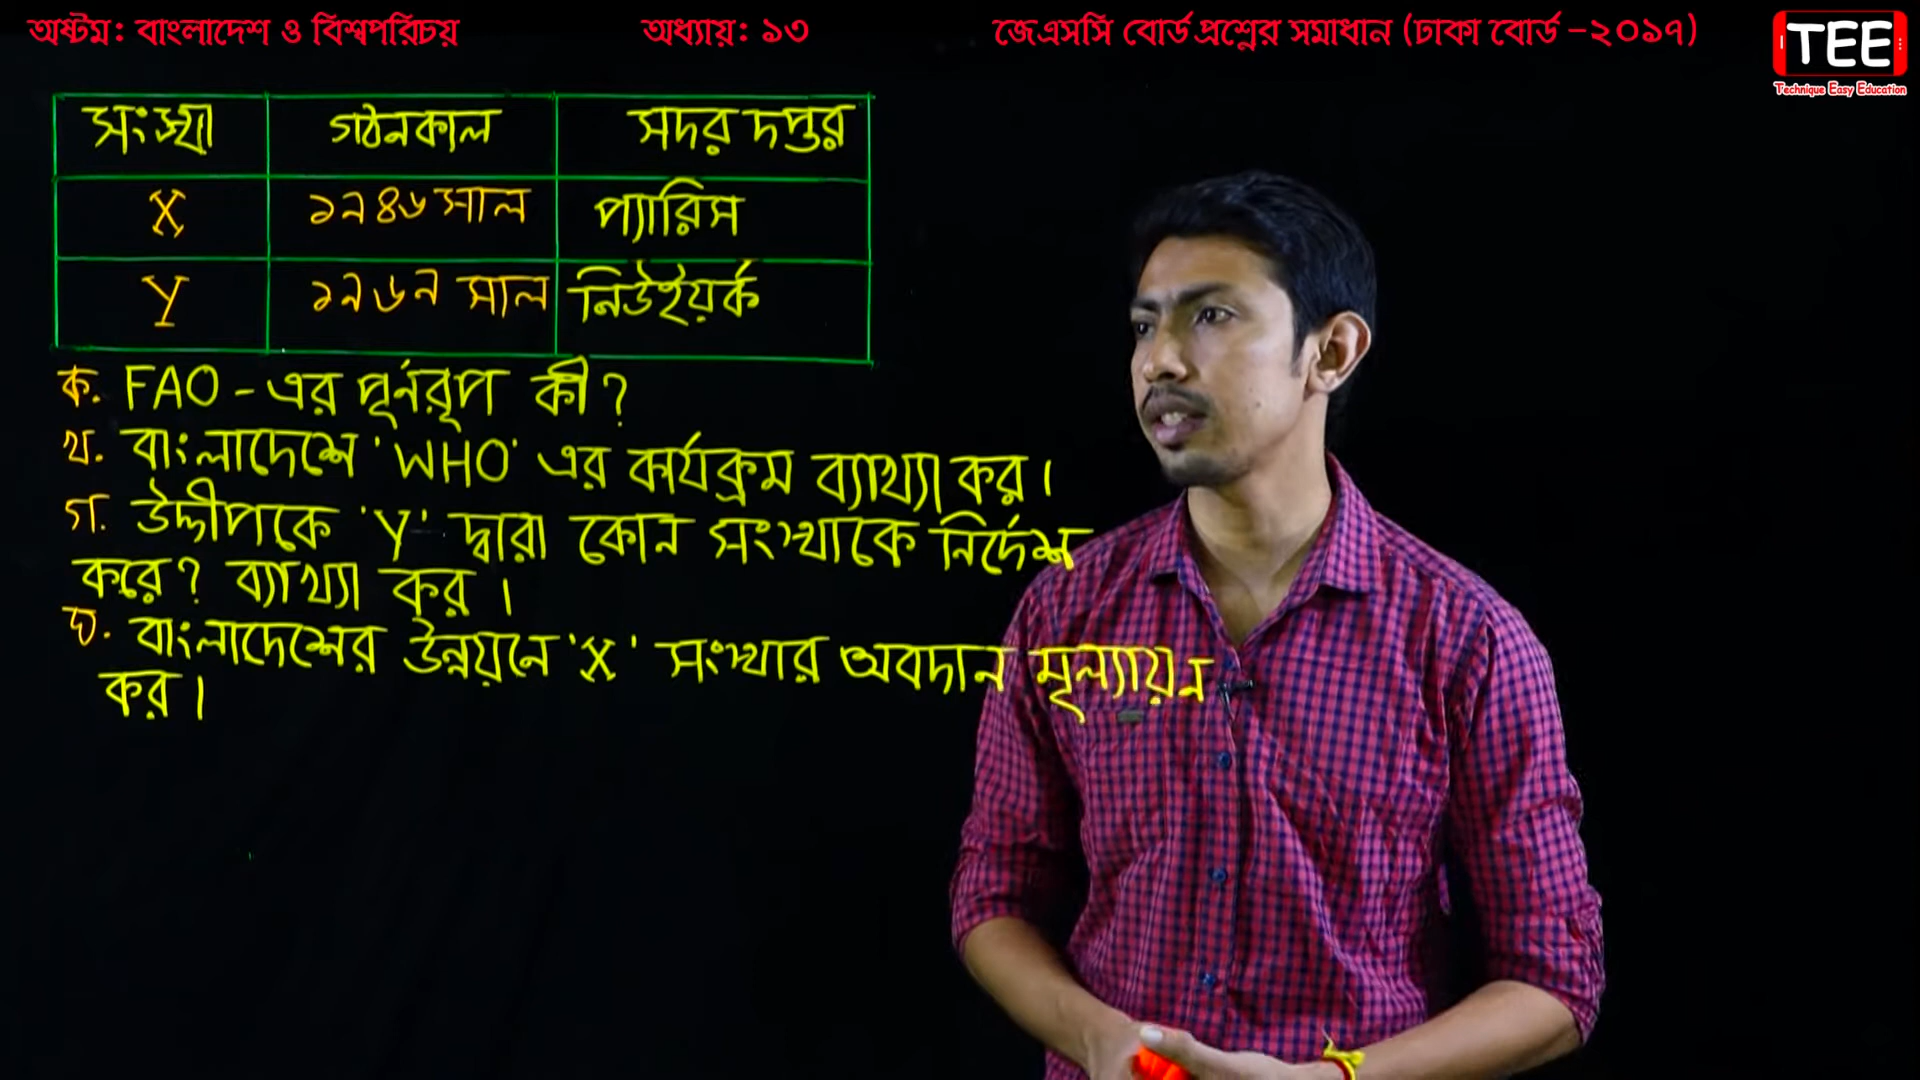 অষ্টম: বাংলাদেশ ও বিশ্বপরিচয় অধ্যায়: ১৩ জেএসসি বোর্ড প্রশ্নের সমাধান (ঢাকা বোর্ড -২০১৭)
TEE
Technique Easy Education
সংস্থা গঠনকাল সদর দপ্তর
X ১৯৪৬ সাল প্যারিস
Y ১৯৬৯ সাল নিউইয়র্ক
ক. FAO - এর পূর্নরূপ কী ?
খ. বাংলাদেশে 'WHO' এর কার্যক্রম ব্যাখ্যা কর ।
গ. উদ্দীপকে 'Y' দ্বারা কোন সংস্থাকে নির্দেশ
করে ? ব্যাখ্যা কর ।
ঘ. বাংলাদেশের উন্নয়নে 'X' সংস্থার অবদান মূল্যায়ন
কর ।